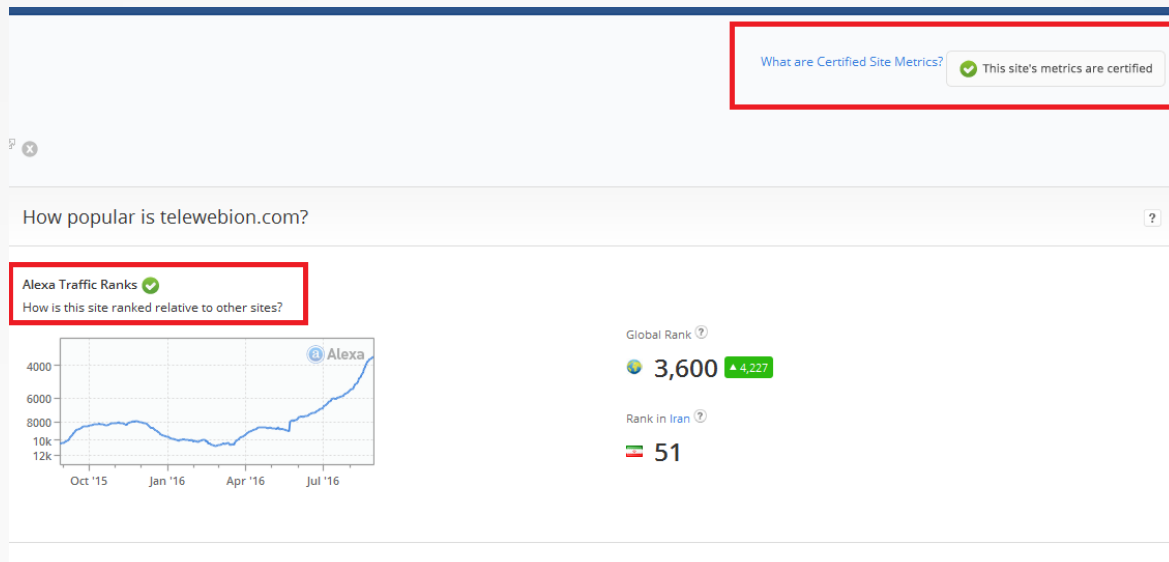 What are Certified Site Metrics?
This site's metrics are certified
How popular is telewebion.com?
?
Alexa Traffic Ranks
How is this site ranked relative to other sites?
a Alexa
4000
6000
8000
10k
12k
Oct '15 Jan '16 Apr '16 Jul '16
Global Rank ?
3,600 4,227
Rank in Iran ?
51